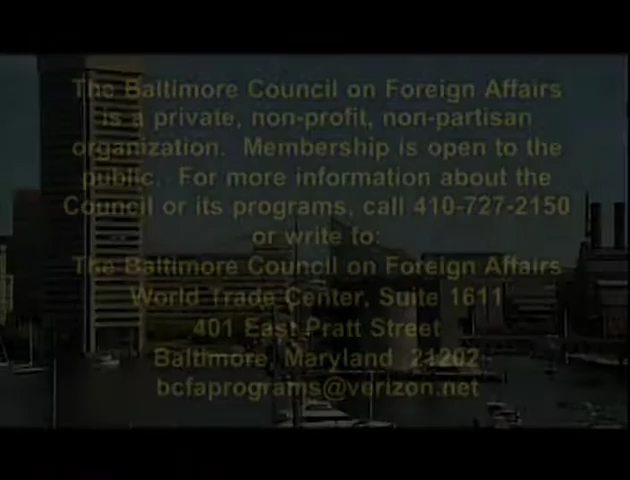 The Baltimore Council on Foreign Affairs
is a private, non-profit, non-partisan
organization. Membership is open to the
public. For more information about the
Council or its programs, call 410-727-2150
or write to:
The Baltimore Council on Foreign Affairs
World Trade Center, Suite 1611
401 East Pratt Street
Baltimore, Maryland 21202
bcfaprograms@verizon.net